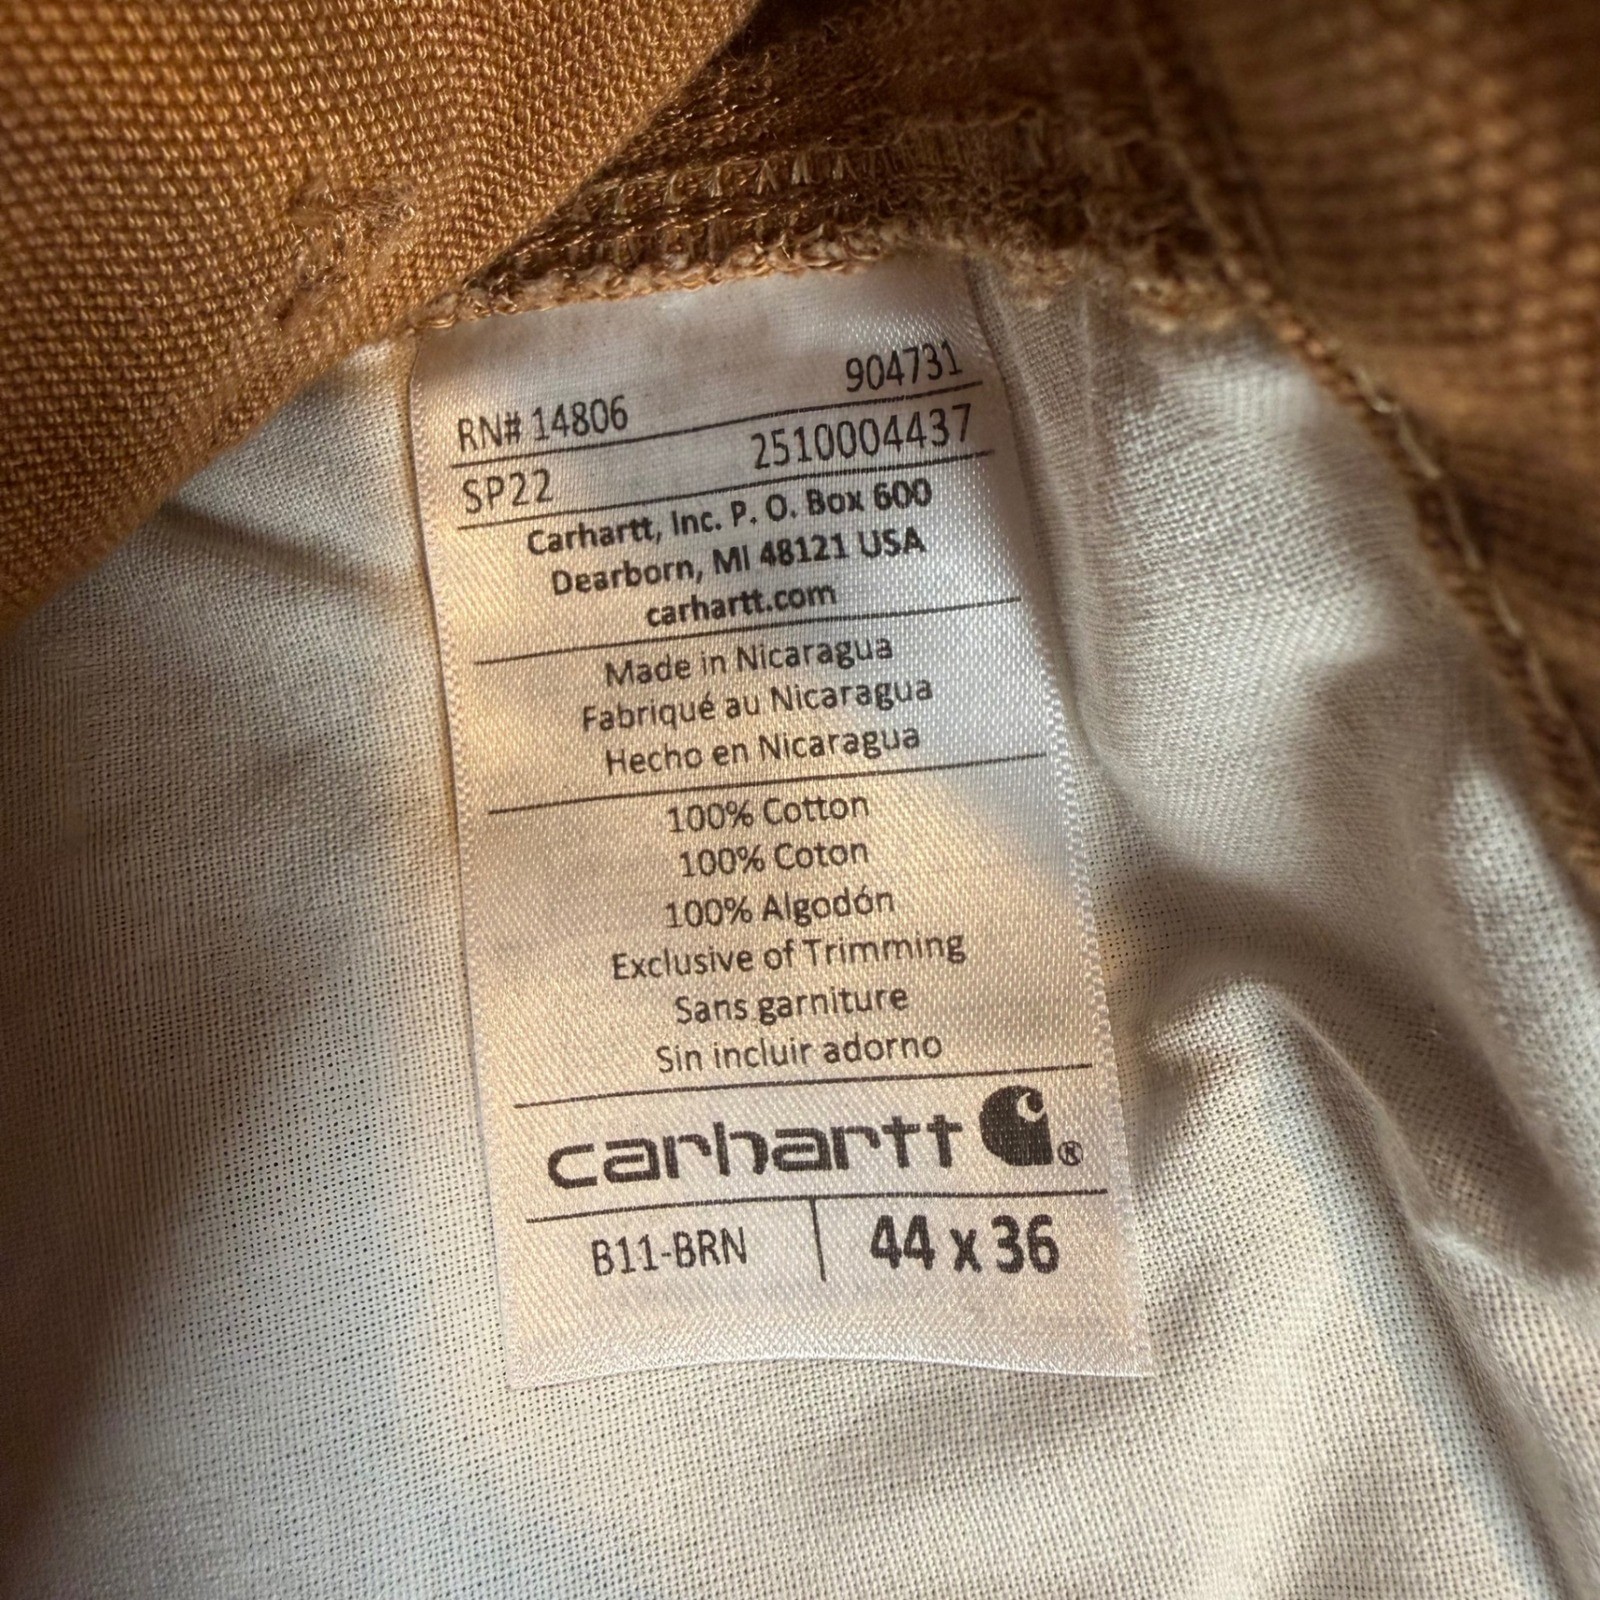 RN# 14806 904731
SP22 2510004437
Carhartt, Inc. P. O. Box 600
Dearborn, MI 48121 USA
carhartt.com
Made in Nicaragua
Fabriqué au Nicaragua
Hecho en Nicaragua
100% Cotton
100% Coton
100% Algodón
Exclusive of Trimming
Sans garniture
Sin incluir adorno
carhartt ®
B11-BRN 44 x 36